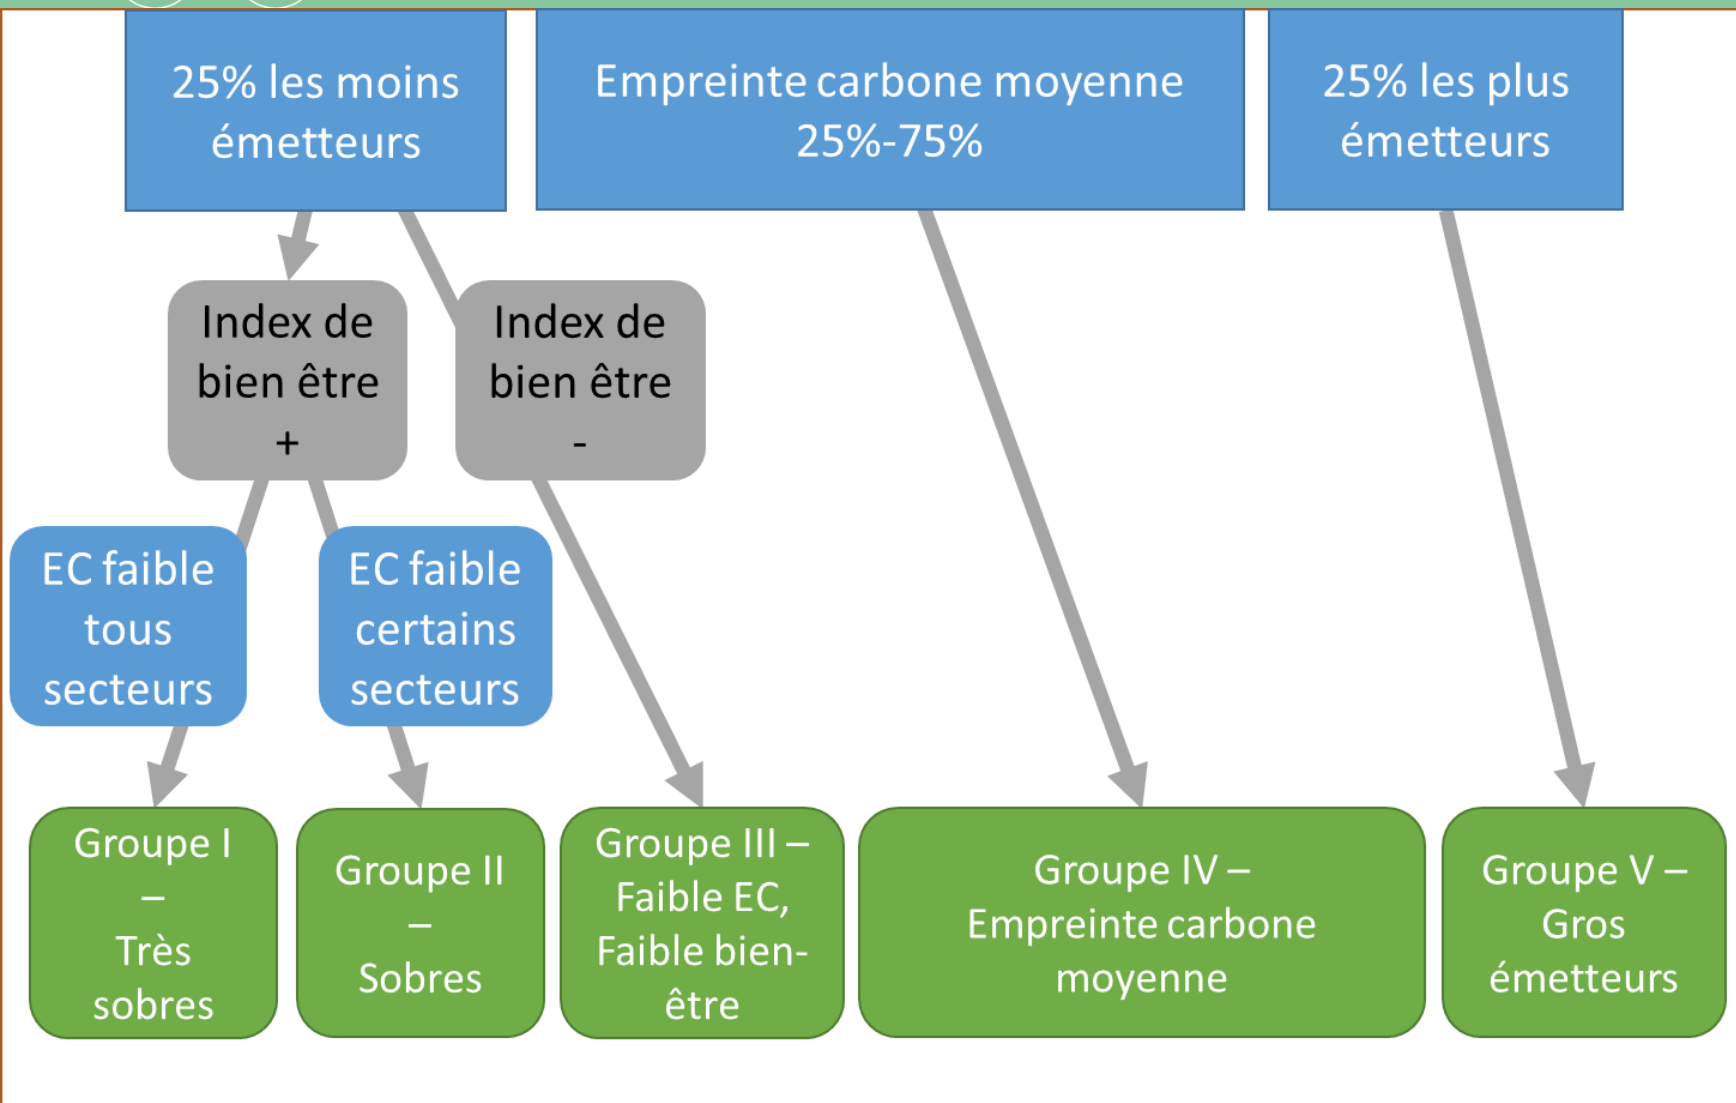 25% les moins
émetteurs
Empreinte carbone moyenne
25%-75%
25% les plus
émetteurs
Index de
bien être
+
Index de
bien être
-
EC faible
tous
secteurs
EC faible
certains
secteurs
Groupe I
–
Très
sobres
Groupe II
–
Sobres
Groupe III –
Faible EC,
Faible bien-
être
Groupe IV –
Empreinte carbone
moyenne
Groupe V –
Gros
émetteurs